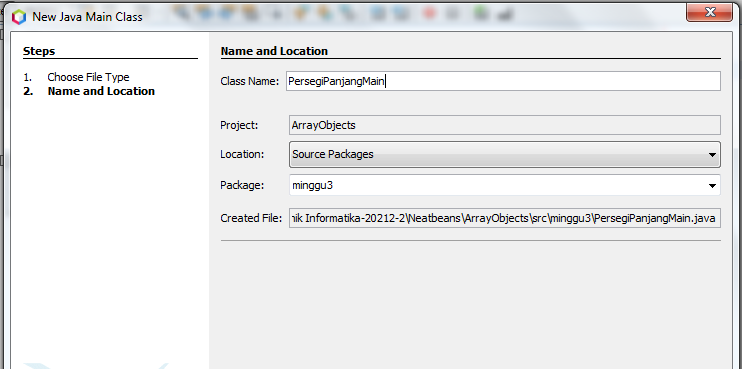 New Java Main Class
Steps
1. Choose File Type
2. Name and Location
Name and Location
Class Name: PersegiPanjangMain
Project: ArrayObjects
Location: Source Packages
Package: minggu3
Created File: nik Informatika-20212-2\Neatbeans\ArrayObjects\src\minggu3\PersegiPanjangMain.java